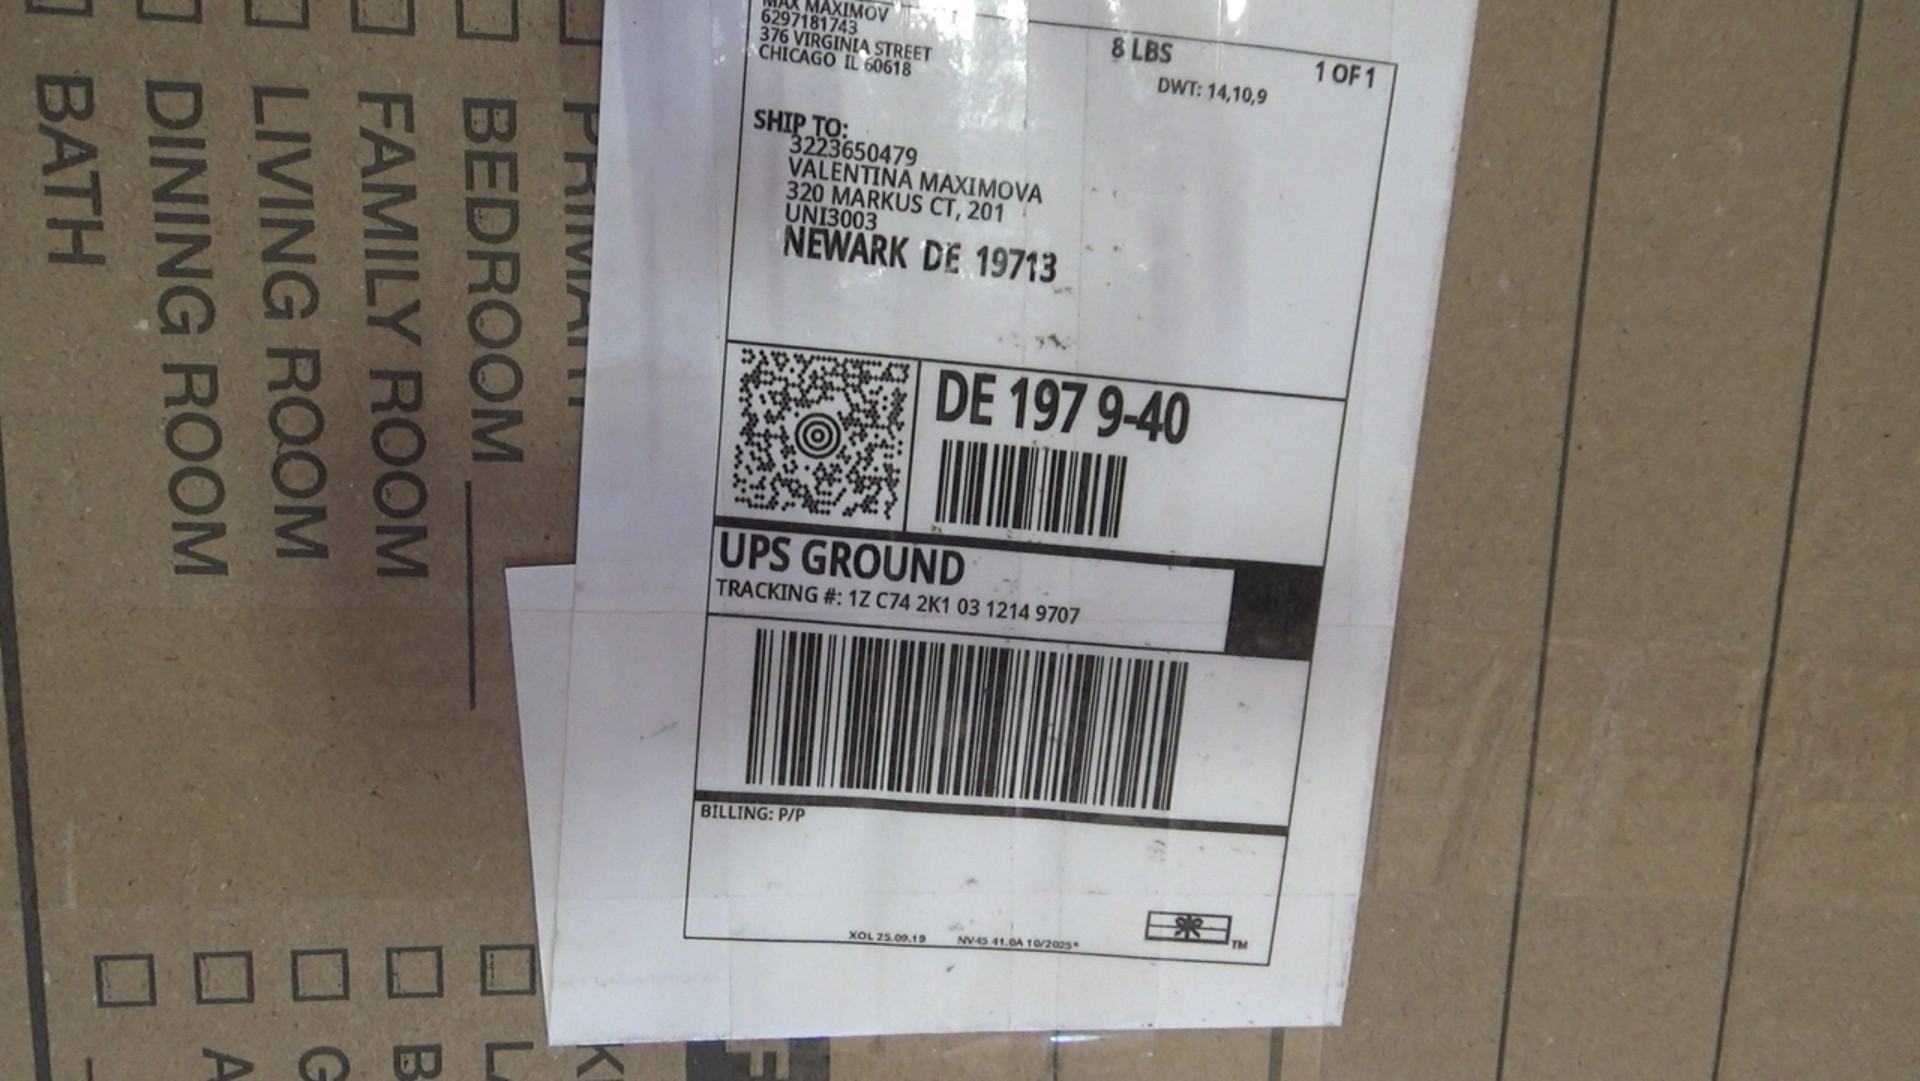 MAX MAXIMOV
6297181743
376 VIRGINIA STREET
CHICAGO IL 60618
8 LBS
1 OF 1
DWT: 14,10,9
SHIP TO:
3223650479
VALENTINA MAXIMOVA
320 MARKUS CT, 201
UNI3003
NEWARK DE 19713
DE 197 9-40
UPS GROUND
TRACKING #: 1Z C74 2K1 03 1214 9707
BILLING: P/P
XOL 25.09.19
NV45 41.0A 10/2025*
TM
BEDROOM
FAMILY ROOM
LIVING ROOM
DINING ROOM
BATH